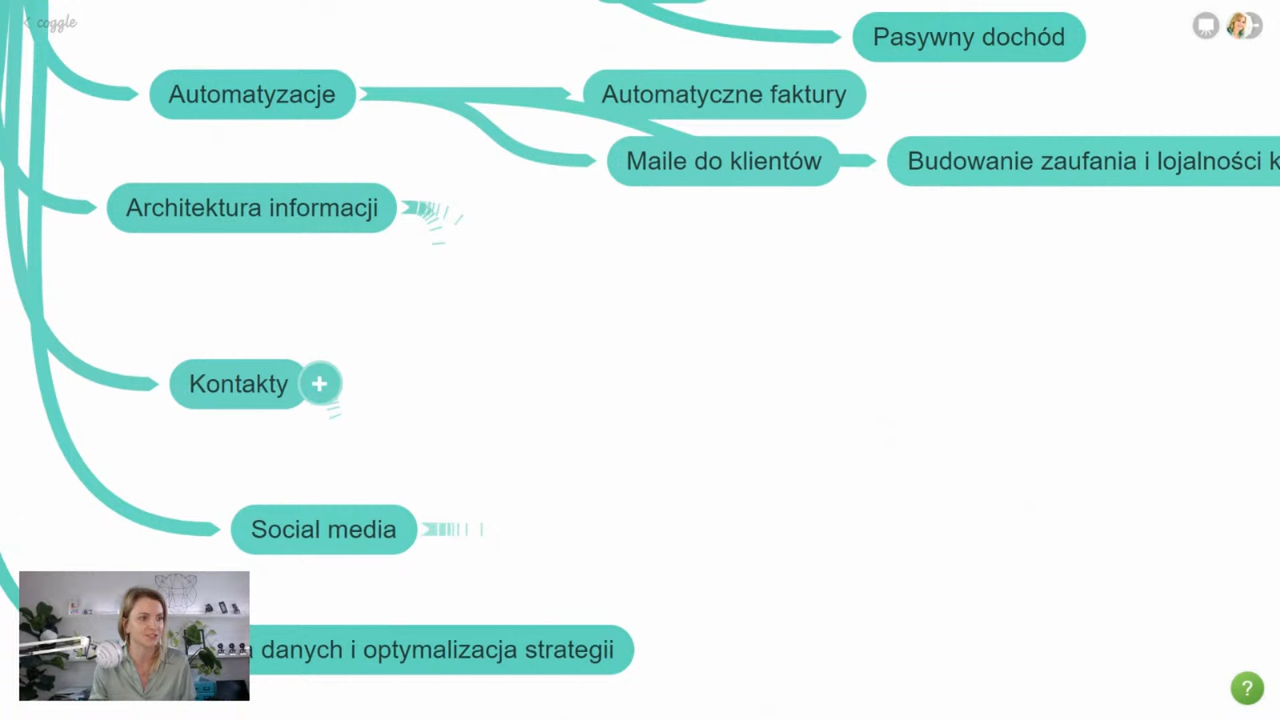 coggle
Pasywny dochód
Automatyzacje
Automatyczne faktury
Maile do klientów
Budowanie zaufania i lojalności k
Architektura informacji
Kontakty
+
Social media
danych i optymalizacja strategii
?